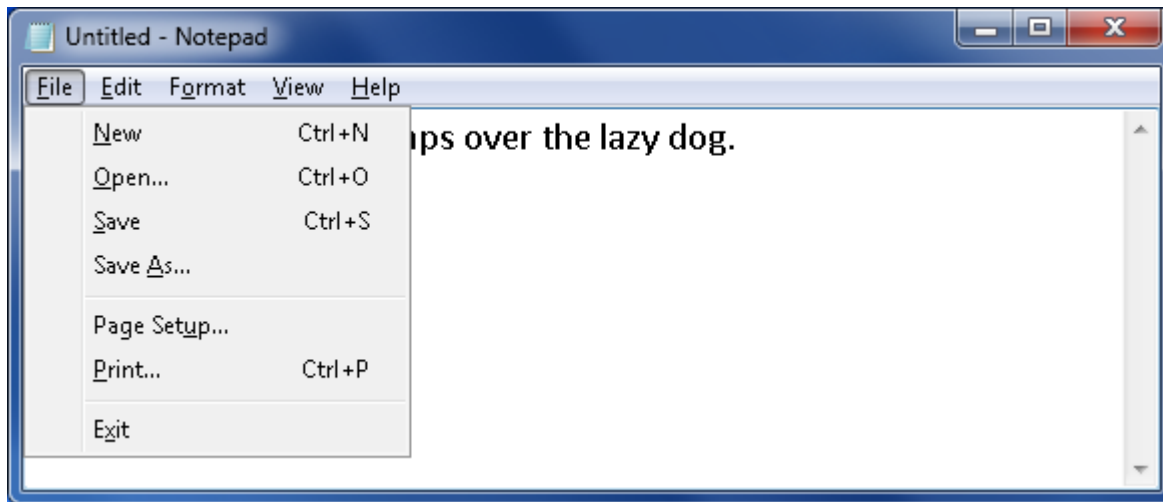 Untitled - Notepad
File Edit Format View Help
New Ctrl+N
Open... Ctrl+O
Save Ctrl+S
Save As...
Page Setup...
Print... Ctrl+P
Exit
over the lazy dog.